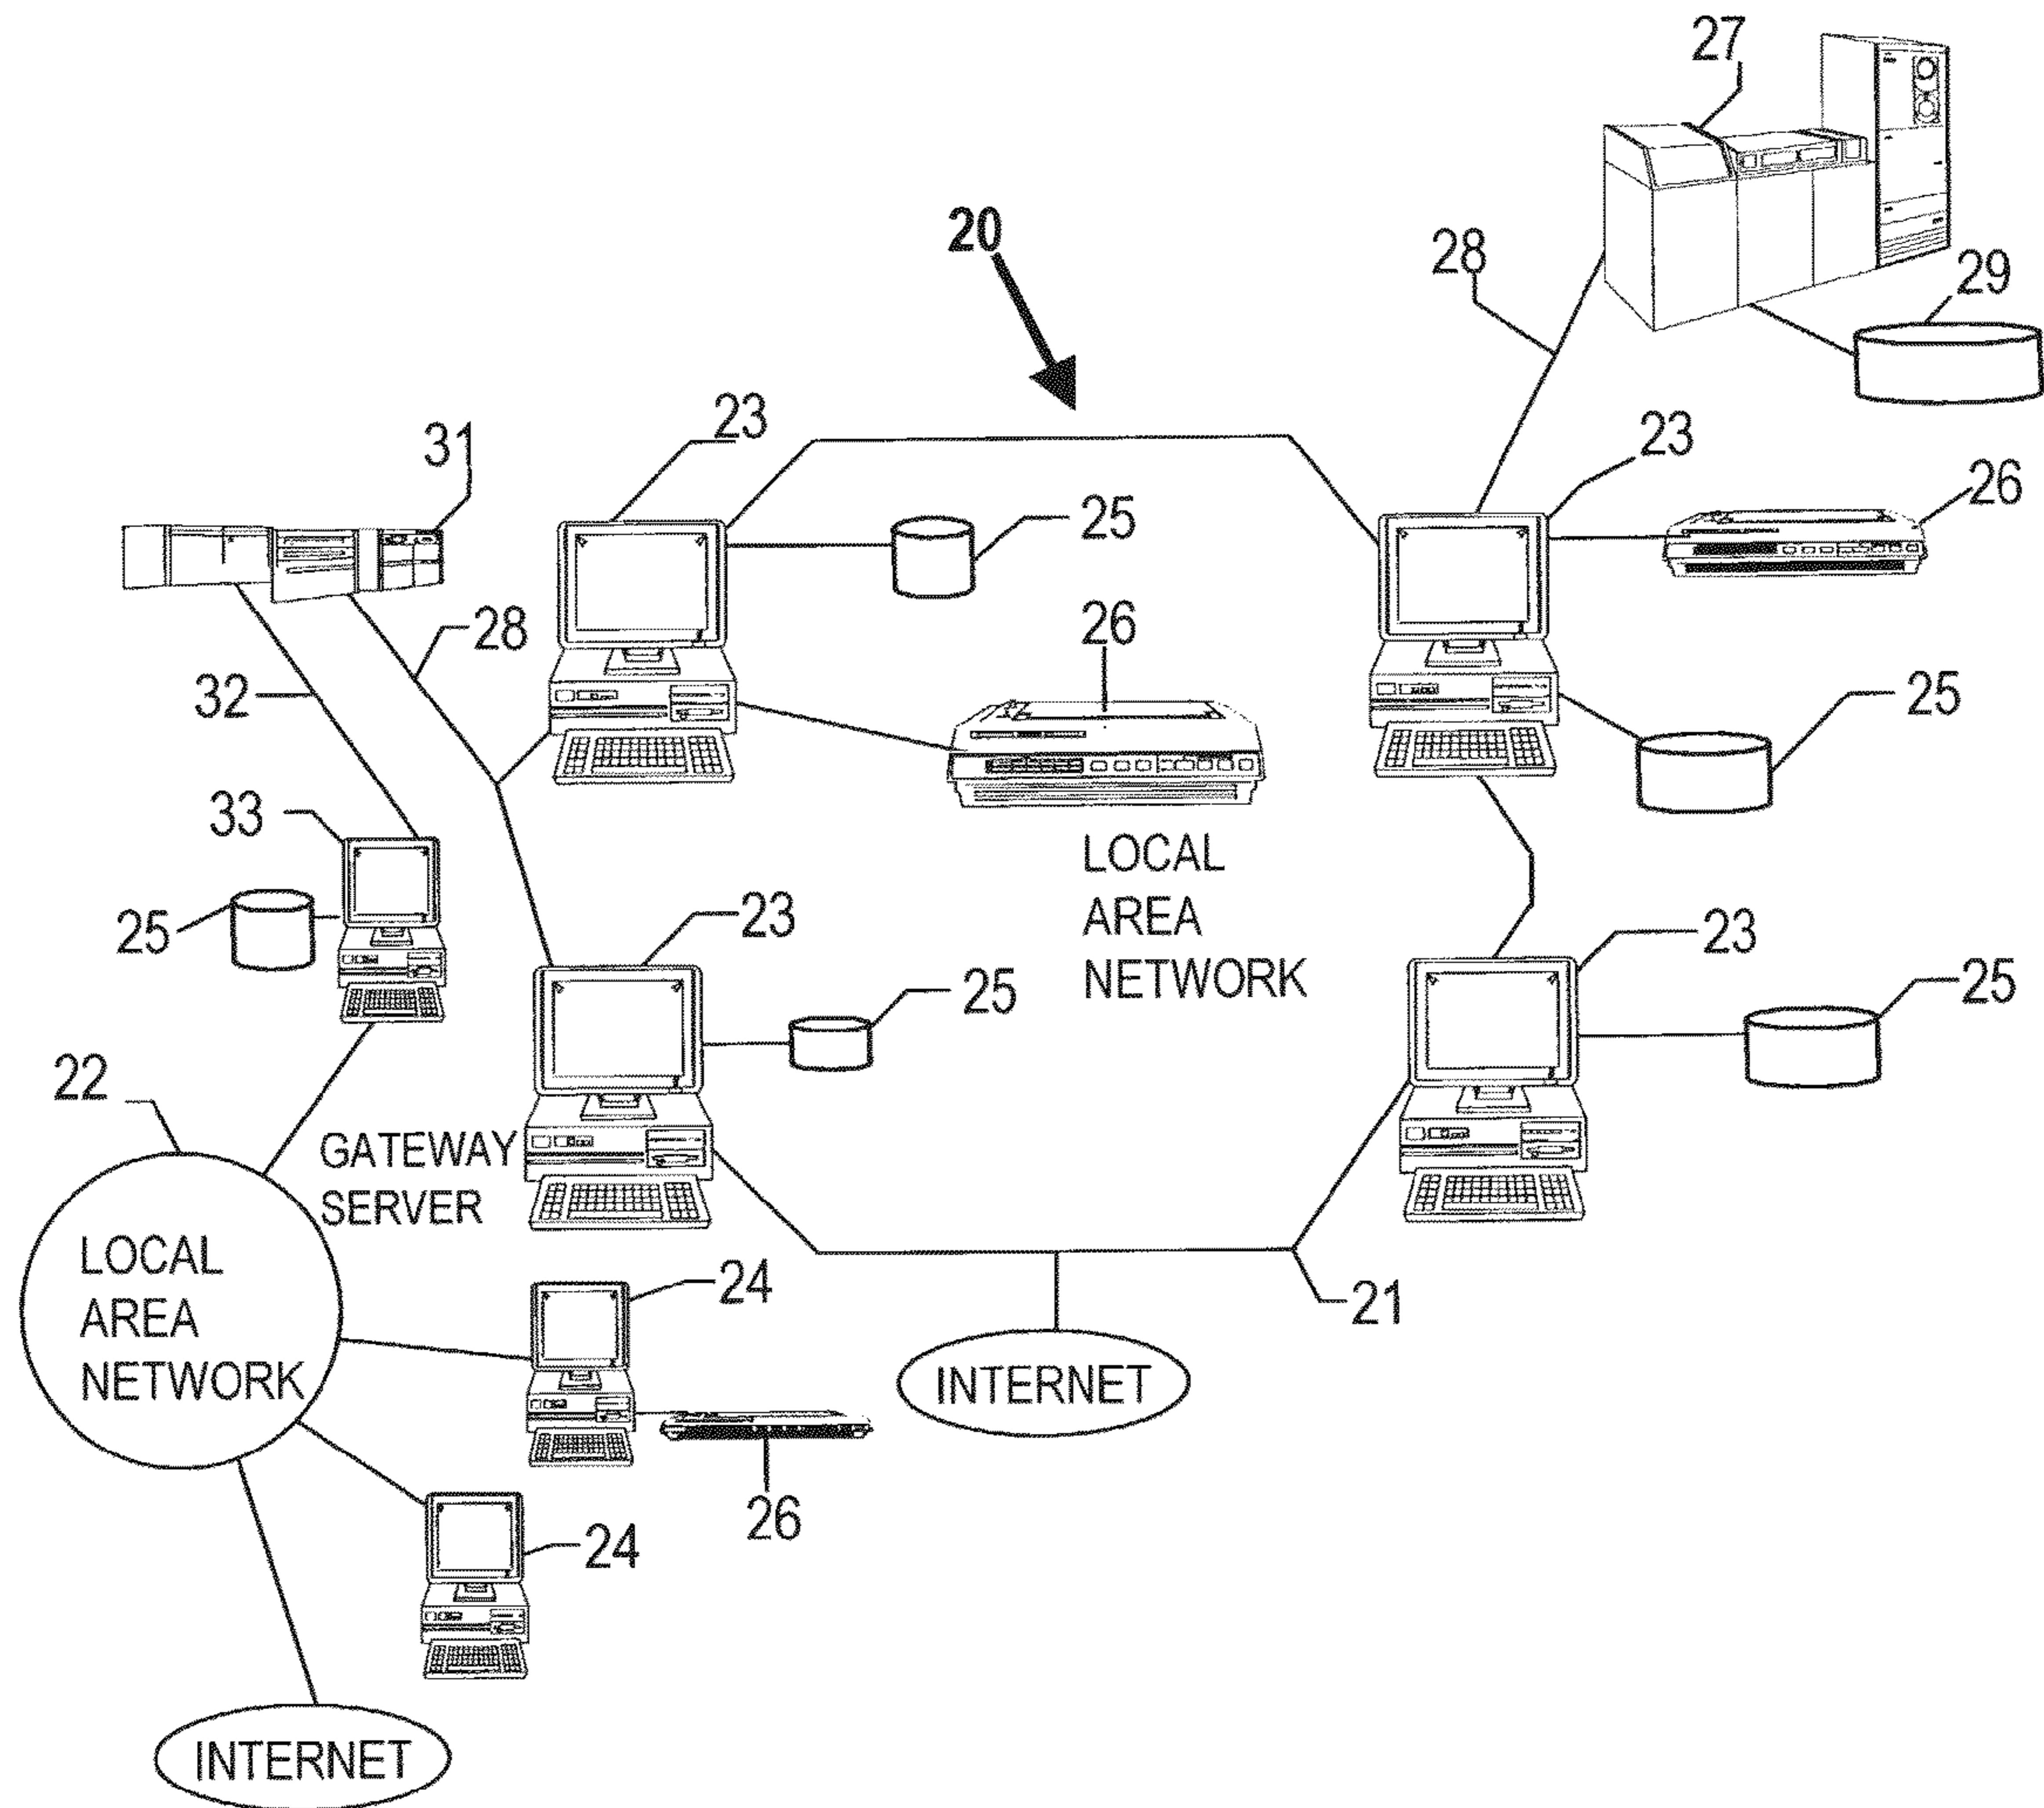 27
20
28
29
23
31
23
26
25
28
26
32
25
33
LOCAL
AREA
NETWORK
25
23
23
25
25
22
GATEWAY
SERVER
LOCAL
AREA
NETWORK
24
21
INTERNET
26
24
INTERNET